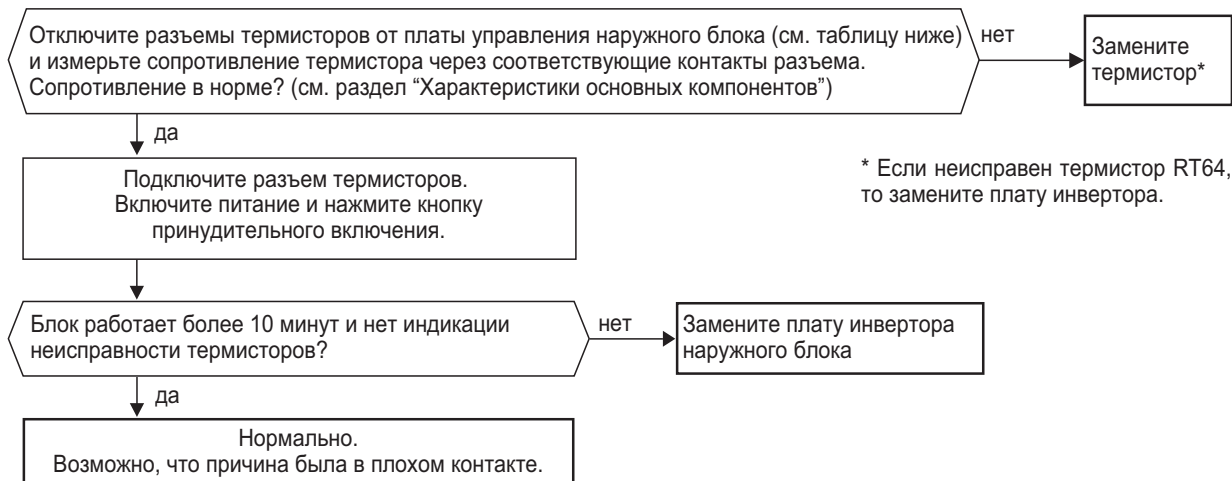 Отключите разъемы термисторов от платы управления наружного блока (см. таблицу ниже)
и измерьте сопротивление термистора через соответствующие контакты разъема.
Сопротивление в норме? (см. раздел “Характеристики основных компонентов”)
нет
Замените
термистор*
да
* Если неисправен термистор RT64,
то замените плату инвертора.
Подключите разъем термисторов.
Включите питание и нажмите кнопку
принудительного включения.
Блок работает более 10 минут и нет индикации
неисправности термисторов?
нет
Замените плату инвертора
наружного блока
да
Нормально.
Возможно, что причина была в плохом контакте.